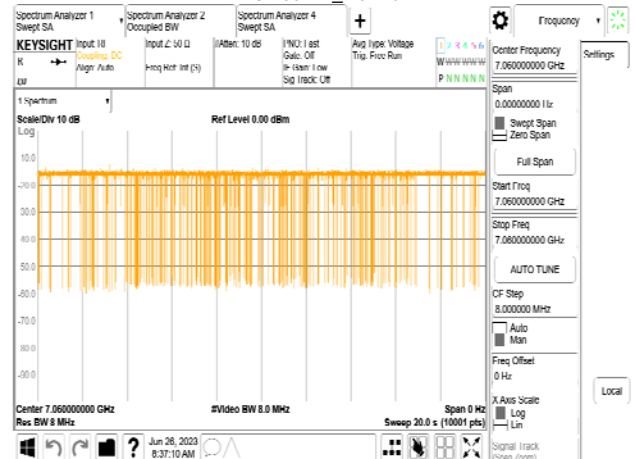 Spectrum Analyzer 1
Swept SA
Spectrum Analyzer 2
Occupied BW
Spectrum Analyzer 4
Swept SA
+
Frequency
KEYSIGHT
Input: RF
Coupling: DC
Align: Auto
Input Z: 50 Ω
Freq Ref: Int (S)
#Atten: 10 dB
PNO: Fast
Gate: Off
IF Gain: Low
Sig Track: Off
Avg Type: Voltage
Trig: Free Run
1 2 3 4 5 6
W W W W W W
P N N N N N
Center Frequency
7.060000000 GHz
Settings
Span
0.00000000 Hz
Swept Span
Zero Span
Full Span
Start Freq
7.060000000 GHz
Stop Freq
7.060000000 GHz
AUTO TUNE
CF Step
8.000000 MHz
Auto
Man
Freq Offset
0 Hz
X Axis Scale
Log
Lin
Signal Track
(Span Zoom)
Local
1 Spectrum
Scale/Div 10 dB
Ref Level 0.00 dBm
Log
-10.0
-20.0
-30.0
-40.0
-50.0
-60.0
-70.0
-80.0
-90.0
Center 7.060000000 GHz
#Video BW 8.0 MHz
Span 0 Hz
Res BW 8 MHz
Sweep 20.0 s (10001 pts)
?
Jun 26, 2023
8:37:10 AM